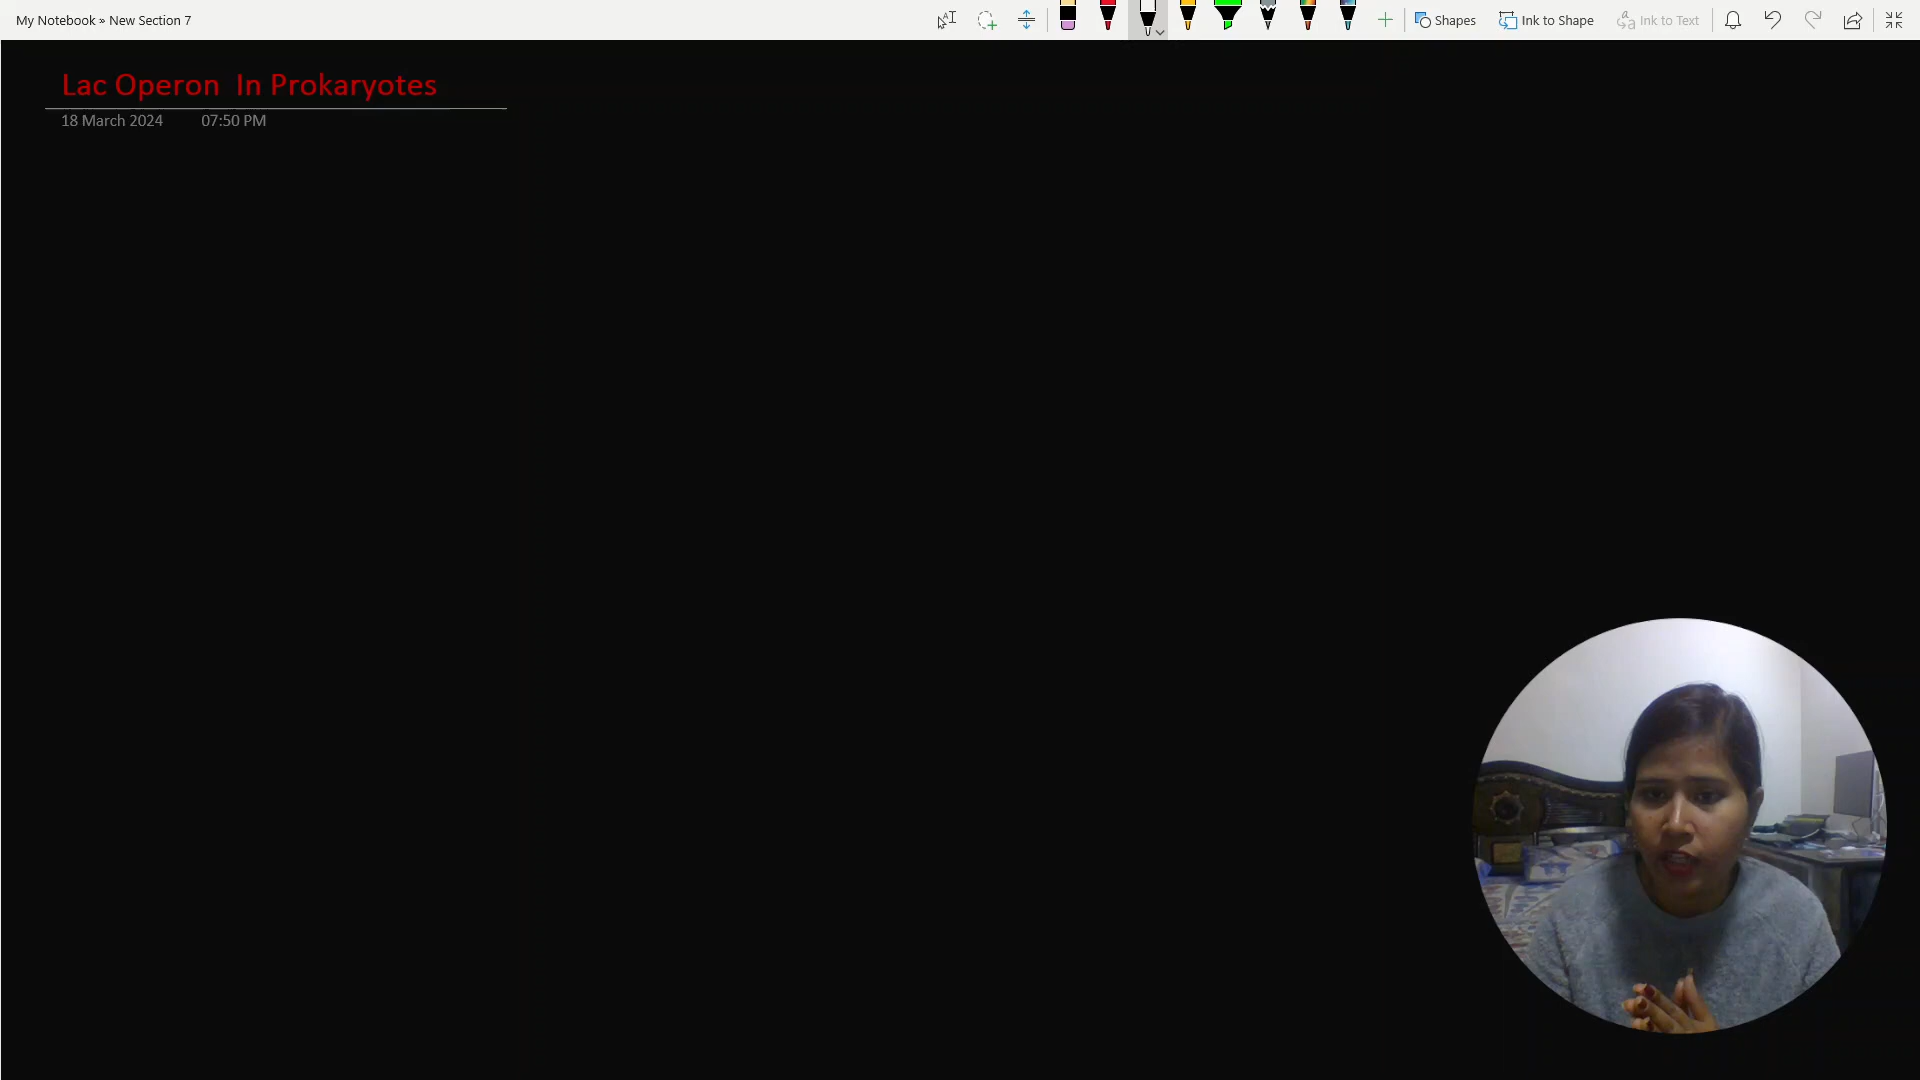 My Notebook » New Section 7
Shapes
Ink to Shape
Ink to Text
Lac Operon  In Prokaryotes
18 March 2024 07:50 PM